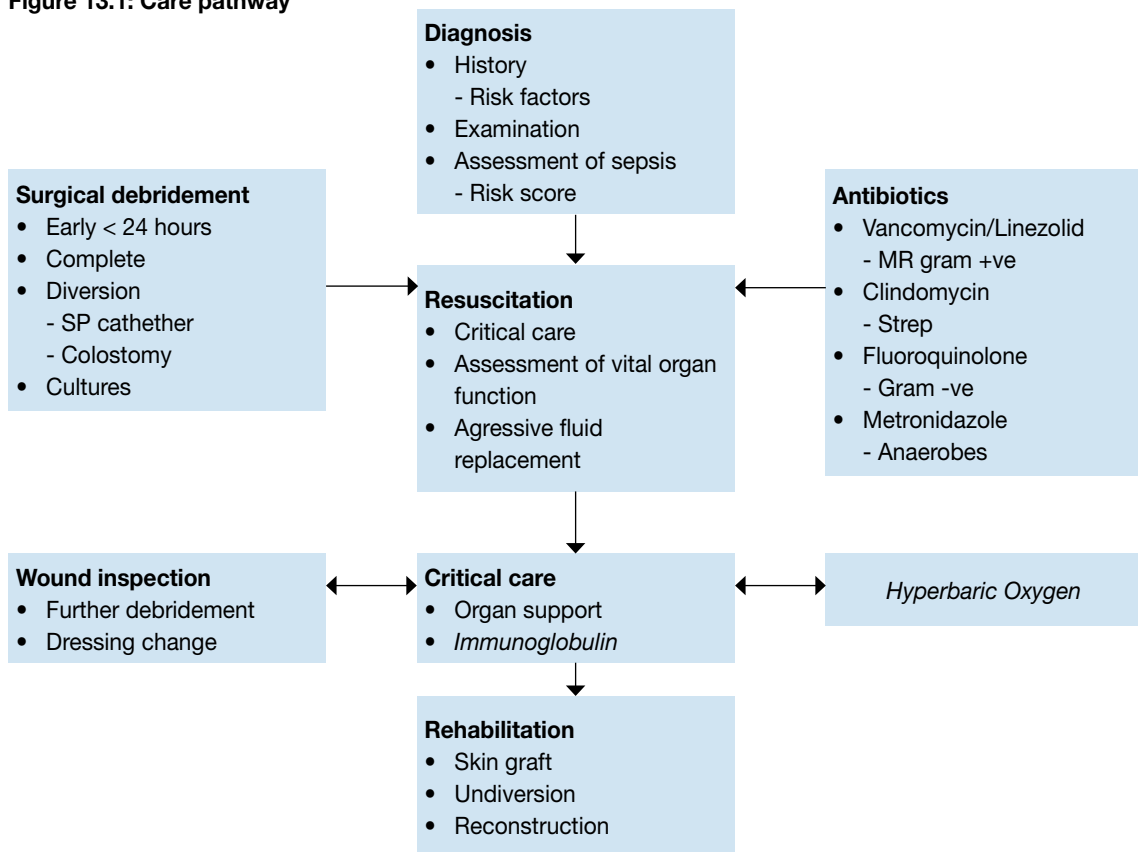 Figure 13.1: Care pathway
Diagnosis
• History
- Risk factors
• Examination
• Assessment of sepsis
- Risk score
Surgical debridement
• Early < 24 hours
• Complete
• Diversion
- SP cathether
- Colostomy
• Cultures
Resuscitation
• Critical care
• Assessment of vital organ
function
• Agressive fluid
replacement
Antibiotics
• Vancomycin/Linezolid
- MR gram +ve
• Clindomycin
- Strep
• Fluoroquinolone
- Gram -ve
• Metronidazole
- Anaerobes
Wound inspection
• Further debridement
• Dressing change
Critical care
• Organ support
• Immunoglobulin
Hyperbaric Oxygen
Rehabilitation
• Skin graft
• Undiversion
• Reconstruction